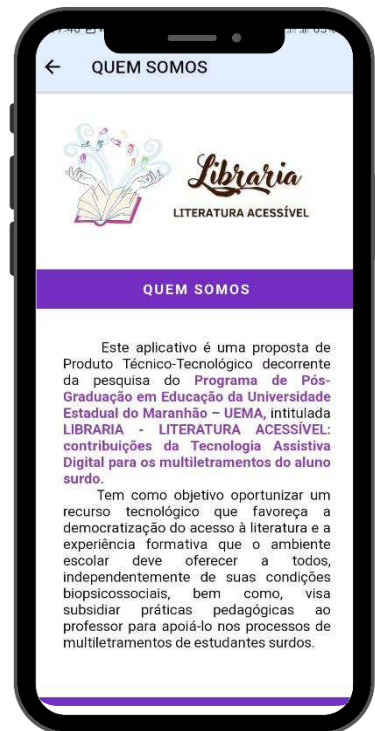 ← QUEM SOMOS
Libraria
LITERATURA ACESSÍVEL
QUEM SOMOS
Este aplicativo é uma proposta de
Produto Técnico-Tecnológico decorrente
da pesquisa do Programa de Pós-
Graduação em Educação da Universidade
Estadual do Maranhão – UEMA, intitulada
LIBRARIA - LITERATURA ACESSÍVEL:
contribuições da Tecnologia Assistiva
Digital para os multiletramentos do aluno
surdo.
Tem como objetivo oportunizar um
recurso tecnológico que favoreça a
democratização do acesso à literatura e a
experiência formativa que o ambiente
escolar deve oferecer a todos,
independentemente de suas condições
biopsicossociais, bem como, visa
subsidiar práticas pedagógicas ao
professor para apoiá-lo nos processos de
multiletramentos de estudantes surdos.